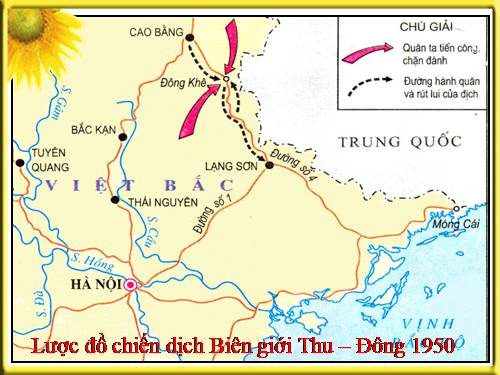 CHÚ GIẢI
Quân ta tiến công,
chặn đánh
Đường hành quân
và rút lui của địch
CAO BẰNG
Đông Khê
S. Gâm
BẮC KẠN
TRUNG QUỐC
TUYÊN
QUANG
LẠNG SƠN
Đường số 4
VIỆT BẮC
THÁI NGUYÊN
Đường số 1
S. Cầu
Móng Cái
S. Hồng
HÀ NỘI
S. Đà
VỊNH
BẮC BỘ
Lược đồ chiến dịch Biên giới Thu – Đông 1950